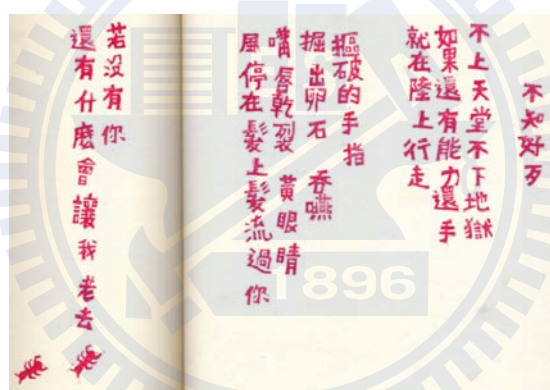 不知好歹
不上天堂不下地獄
如果還有能力還手
就在陸上行走
摳破的手指
掘出卵石 吞嚥
嘴唇乾裂 黃眼睛
風停在髮上髮流過你
若沒有你
還有什麼會讓我老去
1896